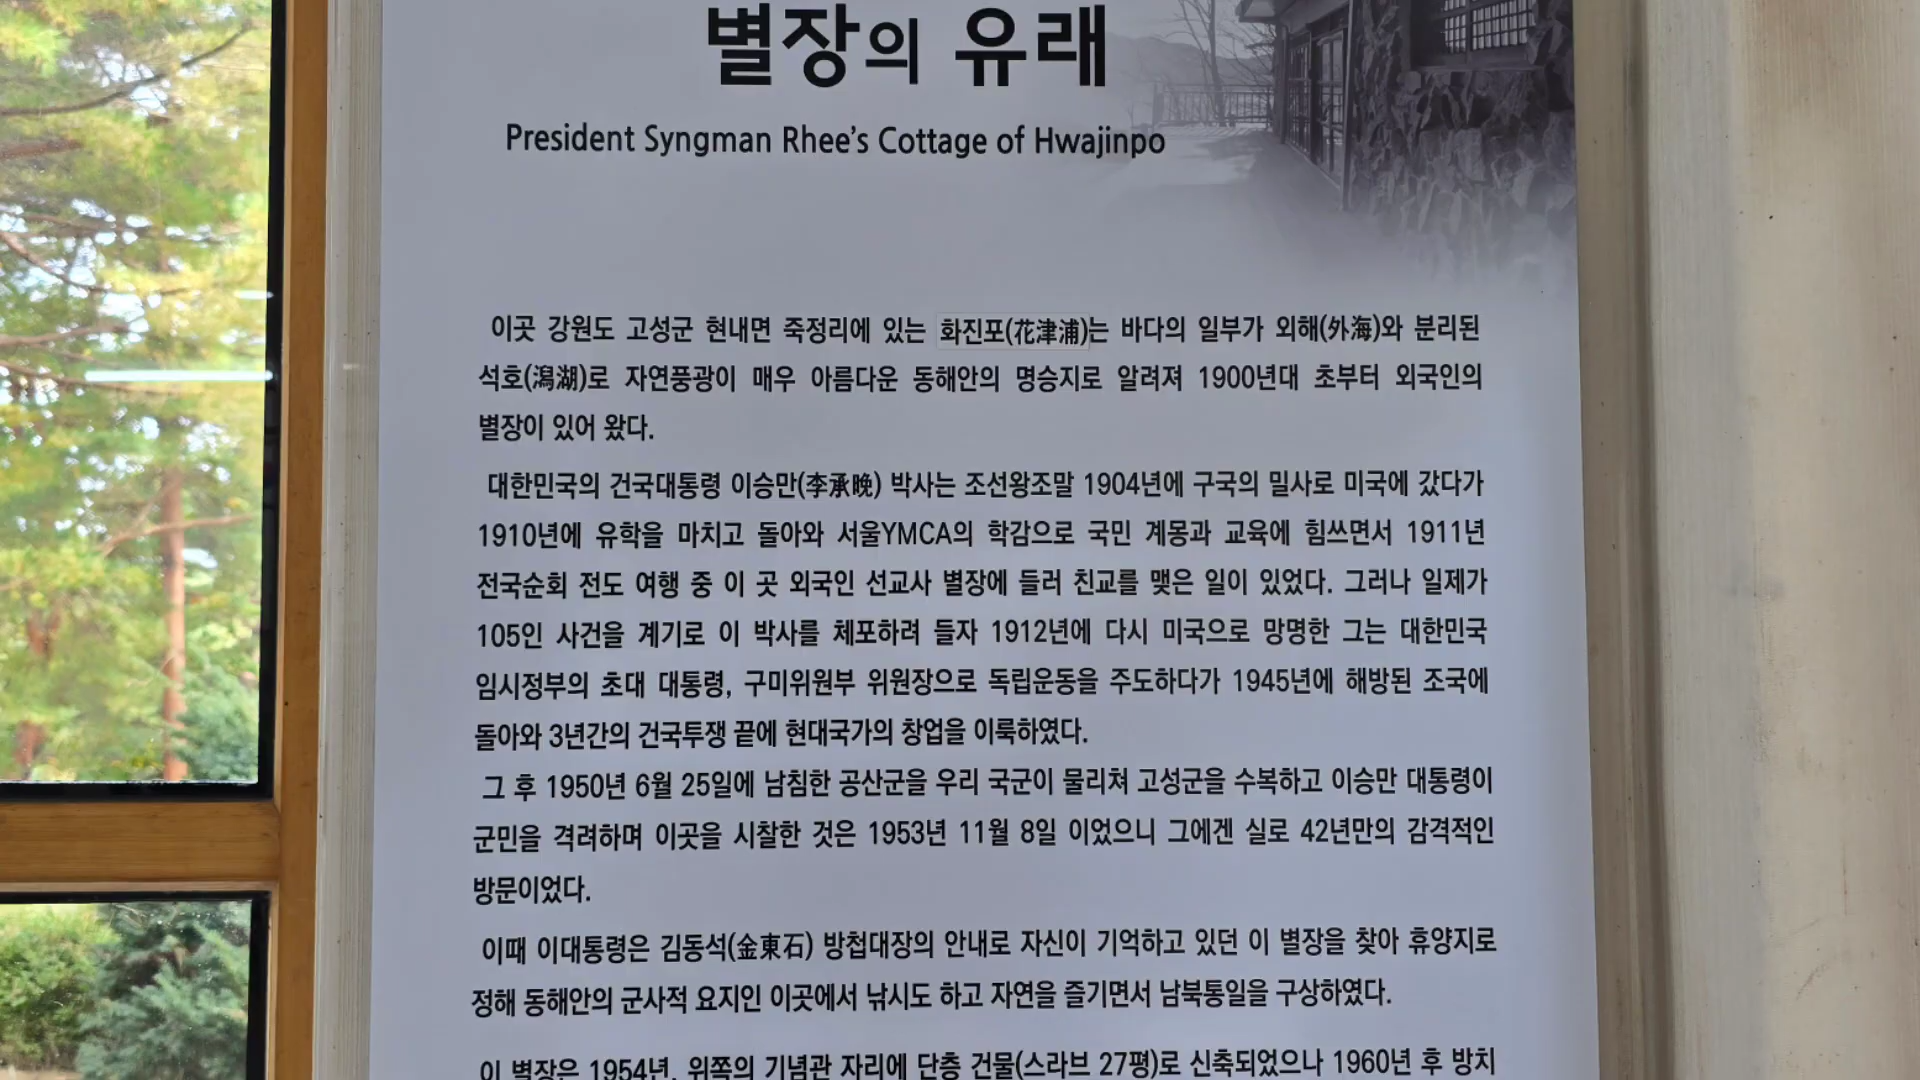 별장의 유래
President Syngman Rhee’s Cottage of Hwajinpo
이곳 강원도 고성군 현내면 죽정리에 있는 화진포(花津浦)는 바다의 일부가 외해(外海)와 분리된
석호(潟湖)로 자연풍광이 매우 아름다운 동해안의 명승지로 알려져 1900년대 초부터 외국인의
별장이 있어 왔다.
대한민국의 건국대통령 이승만(李承晩) 박사는 조선왕조말 1904년에 구국의 밀사로 미국에 갔다가
1910년에 유학을 마치고 돌아와 서울YMCA의 학감으로 국민 계몽과 교육에 힘쓰면서 1911년
전국순회 전도 여행 중 이 곳 외국인 선교사 별장에 들러 친교를 맺은 일이 있었다. 그러나 일제가
105인 사건을 계기로 이 박사를 체포하려 들자 1912년에 다시 미국으로 망명한 그는 대한민국
임시정부의 초대 대통령, 구미위원부 위원장으로 독립운동을 주도하다가 1945년에 해방된 조국에
돌아와 3년간의 건국투쟁 끝에 현대국가의 창업을 이룩하였다.
그 후 1950년 6월 25일에 남침한 공산군을 우리 국군이 물리쳐 고성군을 수복하고 이승만 대통령이
군민을 격려하며 이곳을 시찰한 것은 1953년 11월 8일 이었으니 그에겐 실로 42년만의 감격적인
방문이었다.
이때 이대통령은 김동석(金東石) 방첩대장의 안내로 자신이 기억하고 있던 이 별장을 찾아 휴양지로
정해 동해안의 군사적 요지인 이곳에서 낚시도 하고 자연을 즐기면서 남북통일을 구상하였다.
이 별장은 1954년, 위쪽의 기념관 자리에 단층 건물(스라브 27평)로 신축되었으나 1960년 후 방치